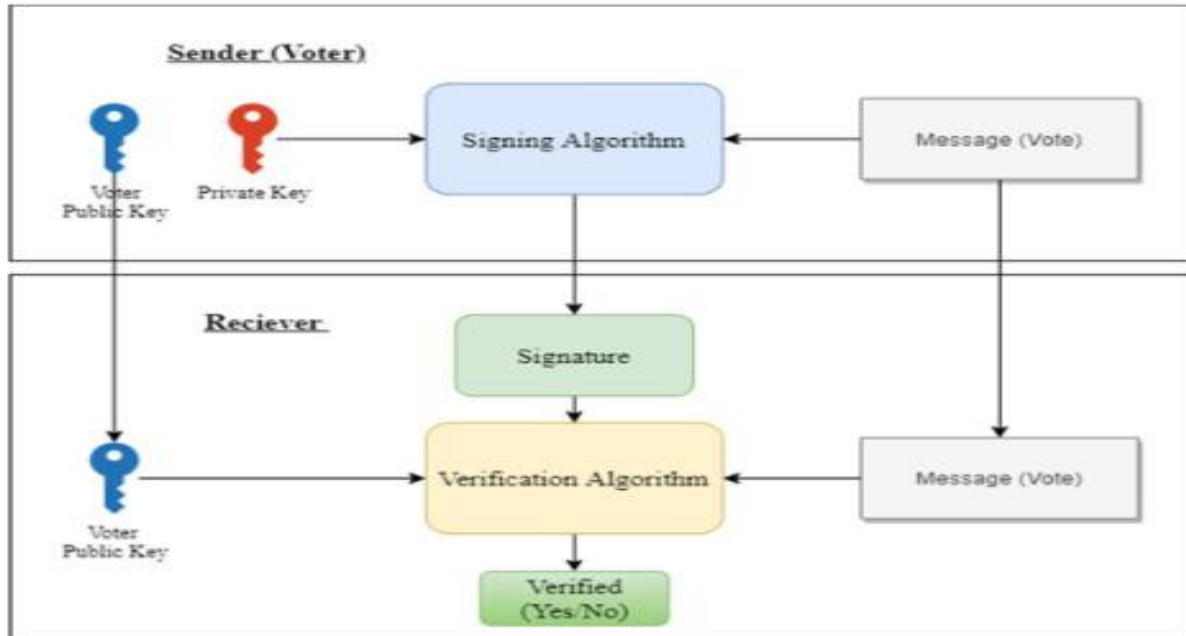 Sender (Voter)
Signing Algorithm
Message (Vote)
Voter
Public Key
Private Key
Reciever
Signature
Verification Algorithm
Message (Vote)
Voter
Public Key
Verified
(Yes/No)